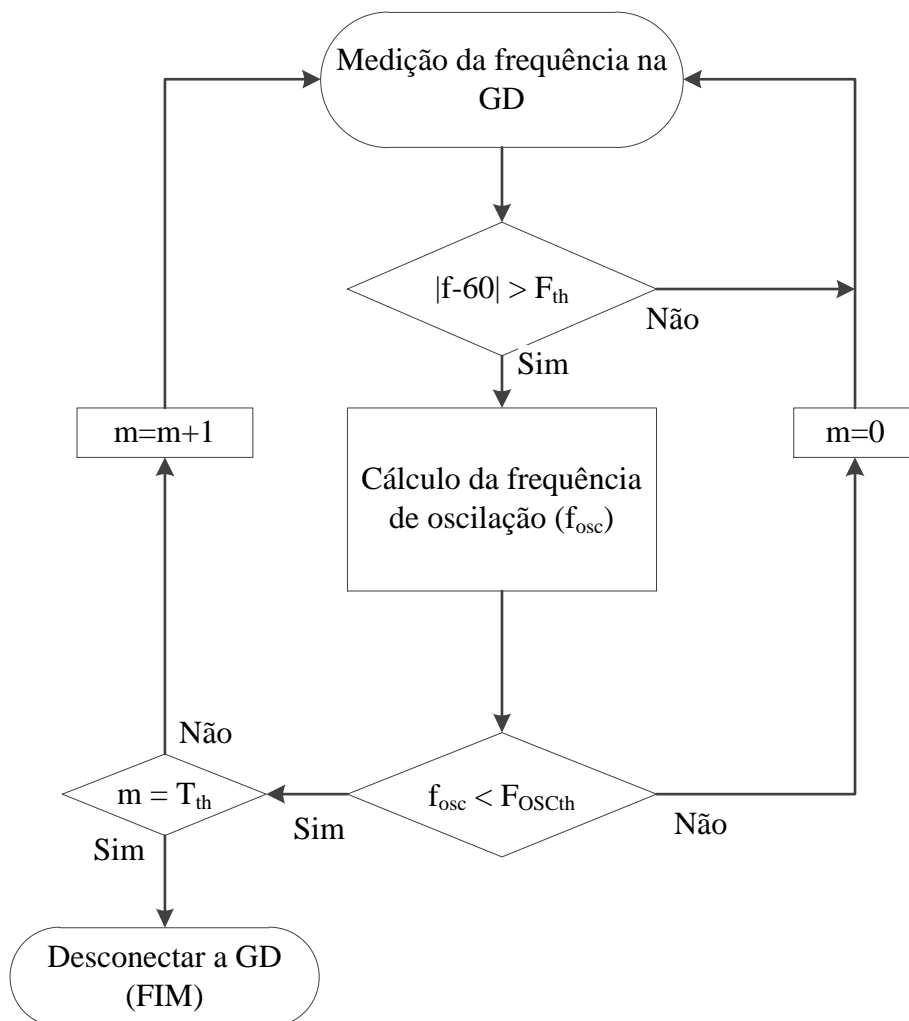 Medição da frequência na
GD
|f-60| > Fth
Não
Sim
m=m+1
m=0
Cálculo da frequência
de oscilação (fosc)
Não
m = Tth
fosc < FOSCth
Sim
Não
Sim
Desconectar a GD
(FIM)